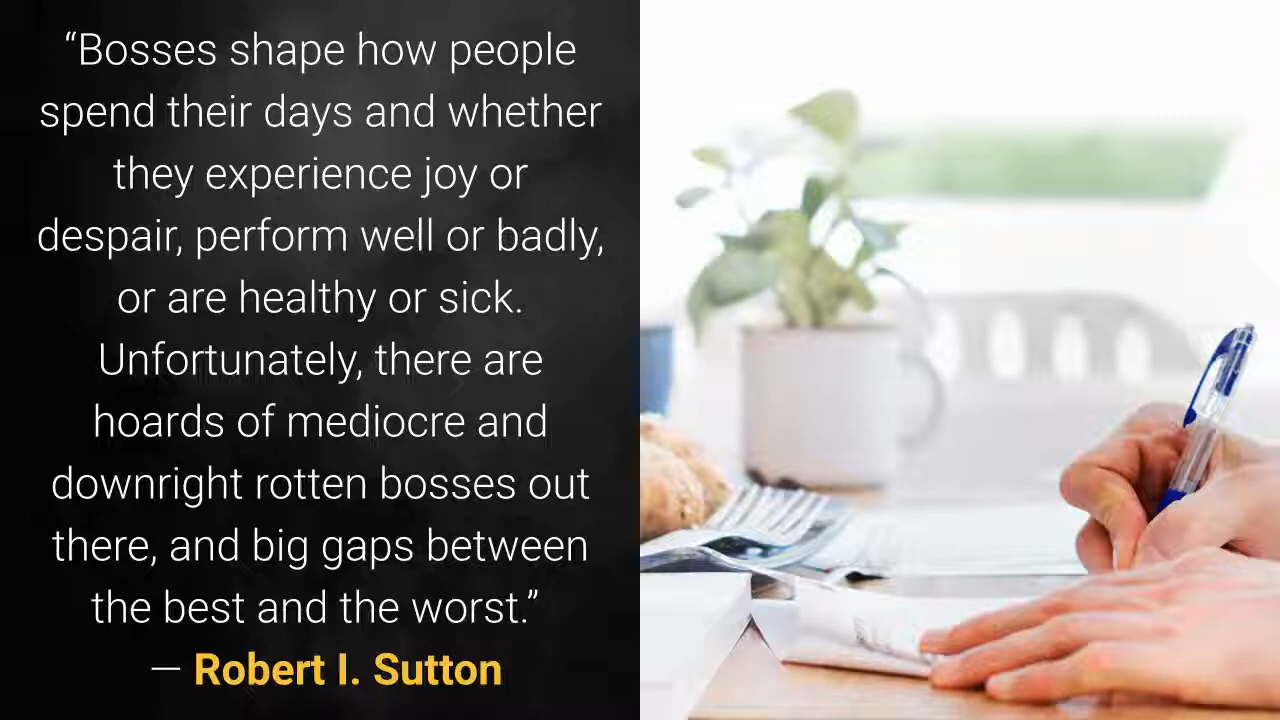 “Bosses shape how people
spend their days and whether
they experience joy or
despair, perform well or badly,
or are healthy or sick.
Unfortunately, there are
hoards of mediocre and
downright rotten bosses out
there, and big gaps between
the best and the worst.”
— Robert I. Sutton